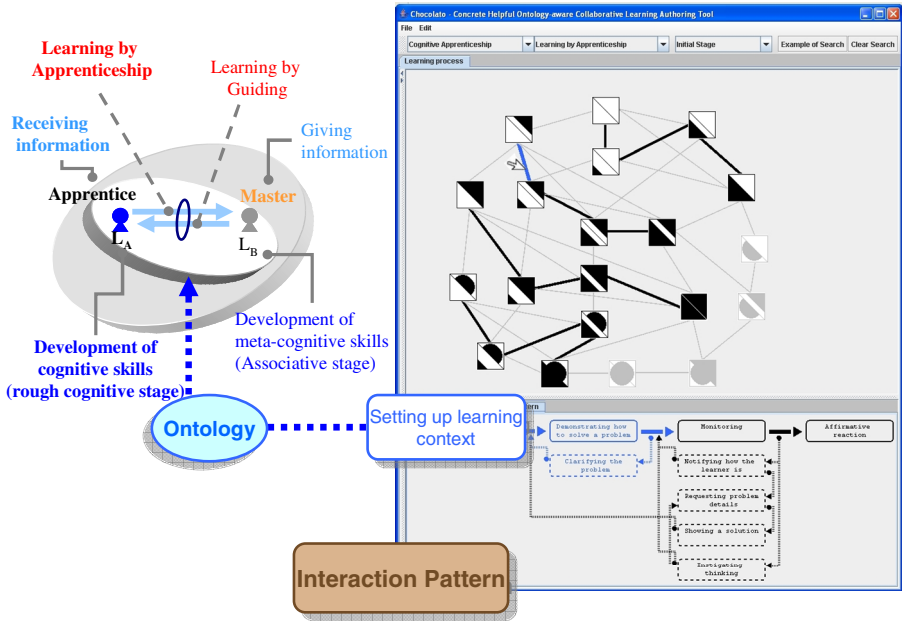 Chocolato - Concrete Helpful Ontology-aware Collaborative Learning Authoring Tool
File Edit
Cognitive Apprenticeship
Learning by Apprenticeship
Initial Stage
Example of Search
Clear Search
Learning process
Learning by
Apprenticeship
Learning by
Guiding
Receiving
information
Giving
information
Apprentice
Master
LA
LB
Development of
cognitive skills
(rough cognitive stage)
Development of
meta-cognitive skills
(Associative stage)
Ontology
Setting up learning
context
Interaction Pattern
Demonstrating how
to solve a problem
Monitoring
Affirmative
reaction
Clarifying the
problem
Notifying how the
learner is
Requesting problem
details
Showing a solution
Instigating
thinking